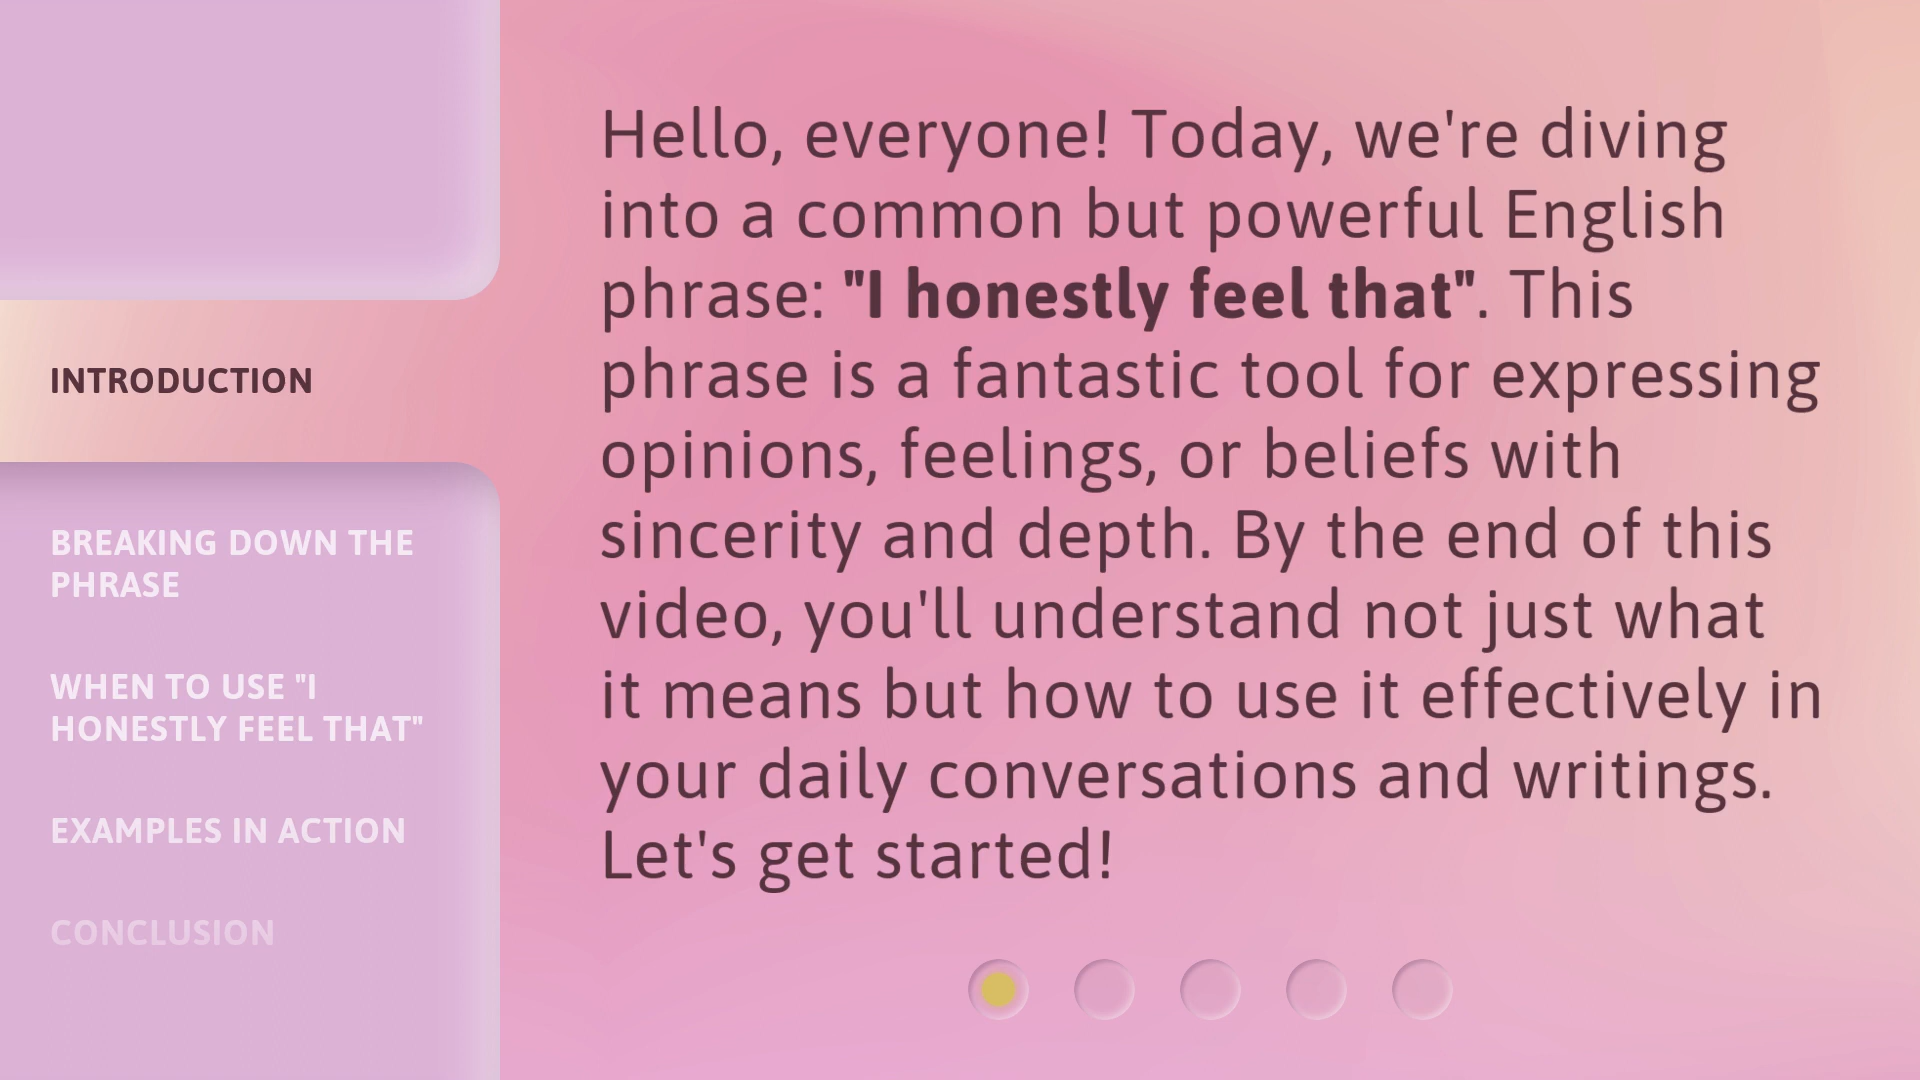 INTRODUCTION
BREAKING DOWN THE
PHRASE
WHEN TO USE "I
HONESTLY FEEL THAT"
EXAMPLES IN ACTION
CONCLUSION
Hello, everyone! Today, we're diving
into a common but powerful English
phrase: "I honestly feel that". This
phrase is a fantastic tool for expressing
opinions, feelings, or beliefs with
sincerity and depth. By the end of this
video, you'll understand not just what
it means but how to use it effectively in
your daily conversations and writings.
Let's get started!